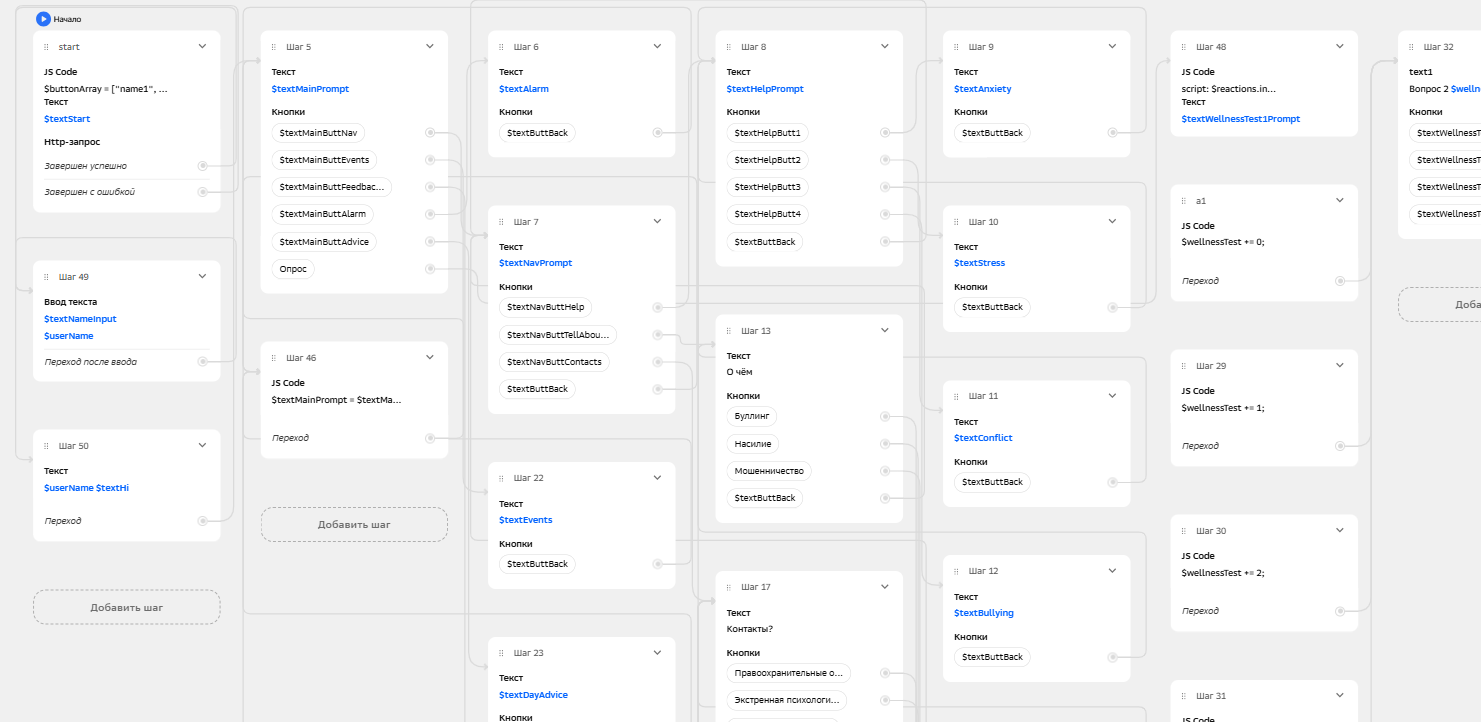 Начало
start
JS Code
$buttonArray = ["name1", ...
Текст
$textStart
Http-запрос
Завершен успешно
Завершен с ошибкой
Шаг 49
Ввод текста
$textNameInput
$userName
Переход после ввода
Шаг 50
Текст
$userName $textHi
Переход
Добавить шаг
Шаг 5
Текст
$textMainPrompt
Кнопки
$textMainButtNav
$textMainButtEvents
$textMainButtFeedbac...
$textMainButtAlarm
$textMainButtAdvice
Опрос
Шаг 46
JS Code
$textMainPrompt = $textMa...
Переход
Добавить шаг
Шаг 6
Текст
$textAlarm
Кнопки
$textButtBack
Шаг 7
Текст
$textNavPrompt
Кнопки
$textNavButtHelp
$textNavButtTellAbou...
$textNavButtContacts
$textButtBack
Шаг 22
Текст
$textEvents
Кнопки
$textButtBack
Шаг 23
Текст
$textDayAdvice
Кнопки
Шаг 8
Текст
$textHelpPrompt
Кнопки
$textHelpButt1
$textHelpButt2
$textHelpButt3
$textHelpButt4
$textButtBack
Шаг 13
Текст
О чём
Кнопки
Буллинг
Насилие
Мошенничество
$textButtBack
Шаг 17
Текст
Контакты?
Кнопки
Правоохранительные о...
Экстренная психологи...
Шаг 9
Текст
$textAnxiety
Кнопки
$textButtBack
Шаг 10
Текст
$textStress
Кнопки
$textButtBack
Шаг 11
Текст
$textConflict
Кнопки
$textButtBack
Шаг 12
Текст
$textBullying
Кнопки
$textButtBack
Шаг 48
JS Code
script: $reactions.in...
Текст
$textWellnessTest1Prompt
a1
JS Code
$wellnessTest += 0;
Переход
Шаг 29
JS Code
$wellnessTest += 1;
Переход
Шаг 30
JS Code
$wellnessTest += 2;
Переход
Шаг 31
JS Code
Шаг 32
text1
Вопрос 2 $welln
Кнопки
$textWellnessT
$textWellnessT
$textWellnessT
$textWellnessT
Доба